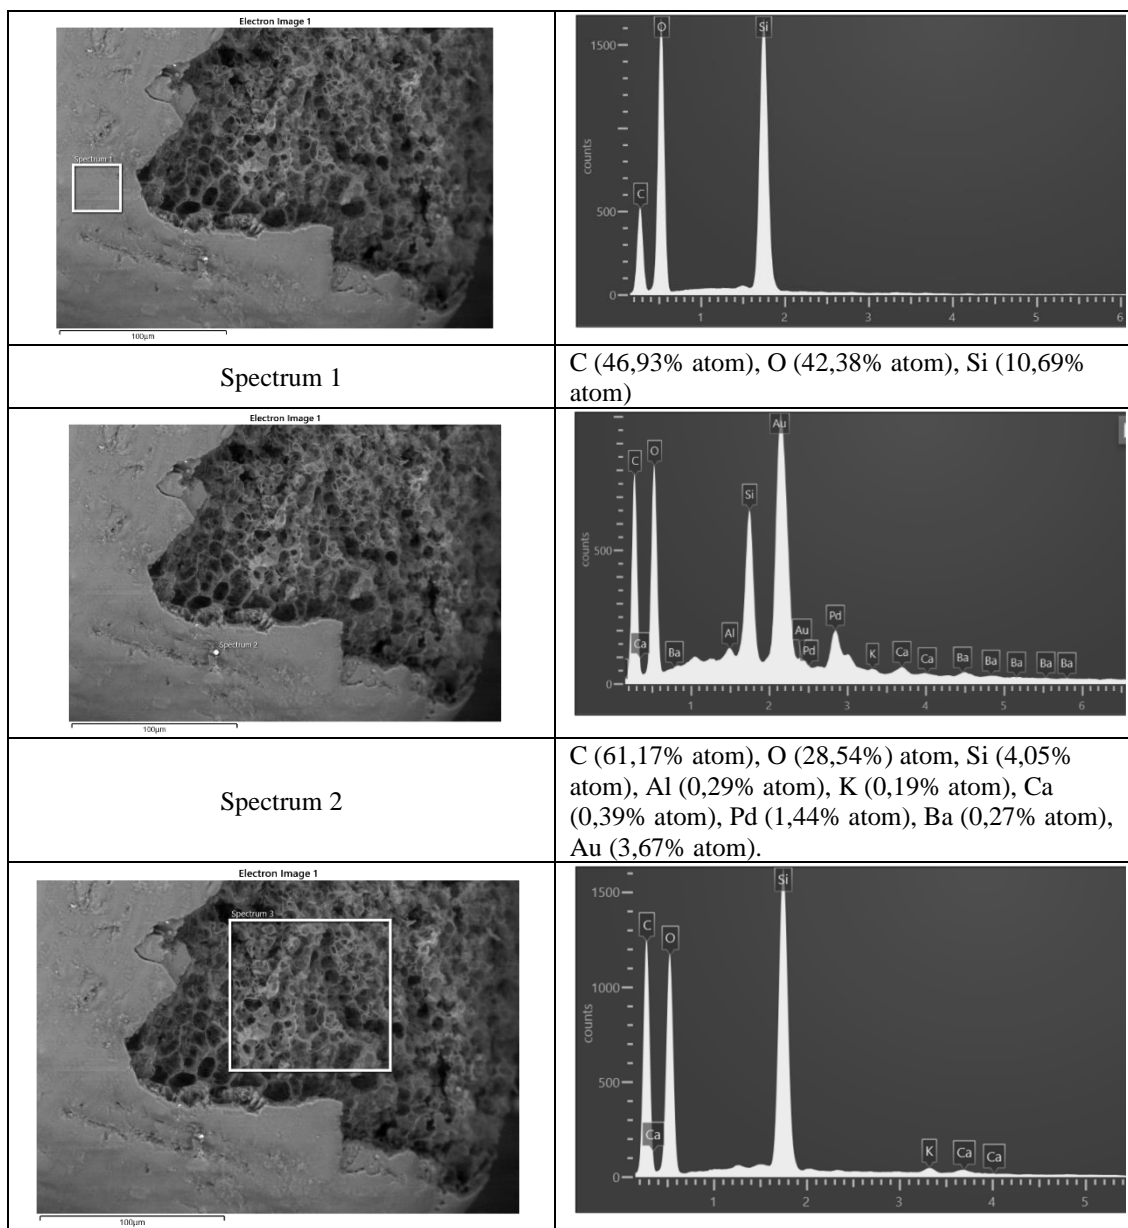 Electron Image 1
Spectrum 1
100μm
1500
1000
500
0
counts
C
O
Si
1
2
3
4
5
6
Spectrum 1
C (46,93% atom), O (42,38% atom), Si (10,69%
atom)
Electron Image 1
Spectrum 2
100μm
500
0
counts
C
O
Ca
Ba
Al
Si
Au
Au
Pd
Pd
K
Ca
Ca
Ba
Ba
Ba
Ba
Ba
1
2
3
4
5
6
Spectrum 2
C (61,17% atom), O (28,54%) atom, Si (4,05%
atom), Al (0,29% atom), K (0,19% atom), Ca
(0,39% atom), Pd (1,44% atom), Ba (0,27% atom),
Au (3,67% atom).
Electron Image 1
Spectrum 3
100μm
1500
1000
500
0
counts
C
O
Ca
Si
K
Ca
Ca
1
2
3
4
5